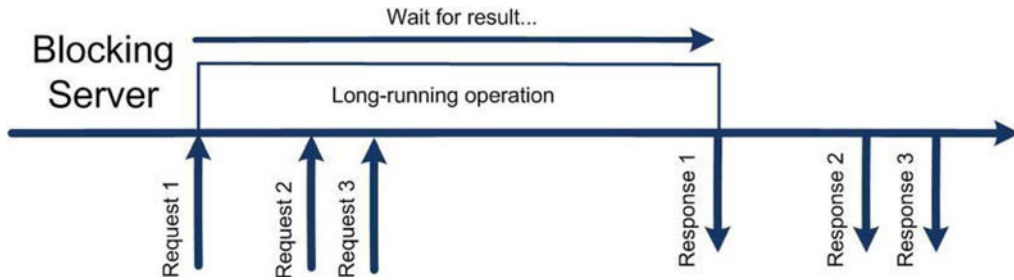 Wait for result...
Blocking
Server
Long-running operation
Request 1
Request 2
Request 3
Response 1
Response 2
Response 3